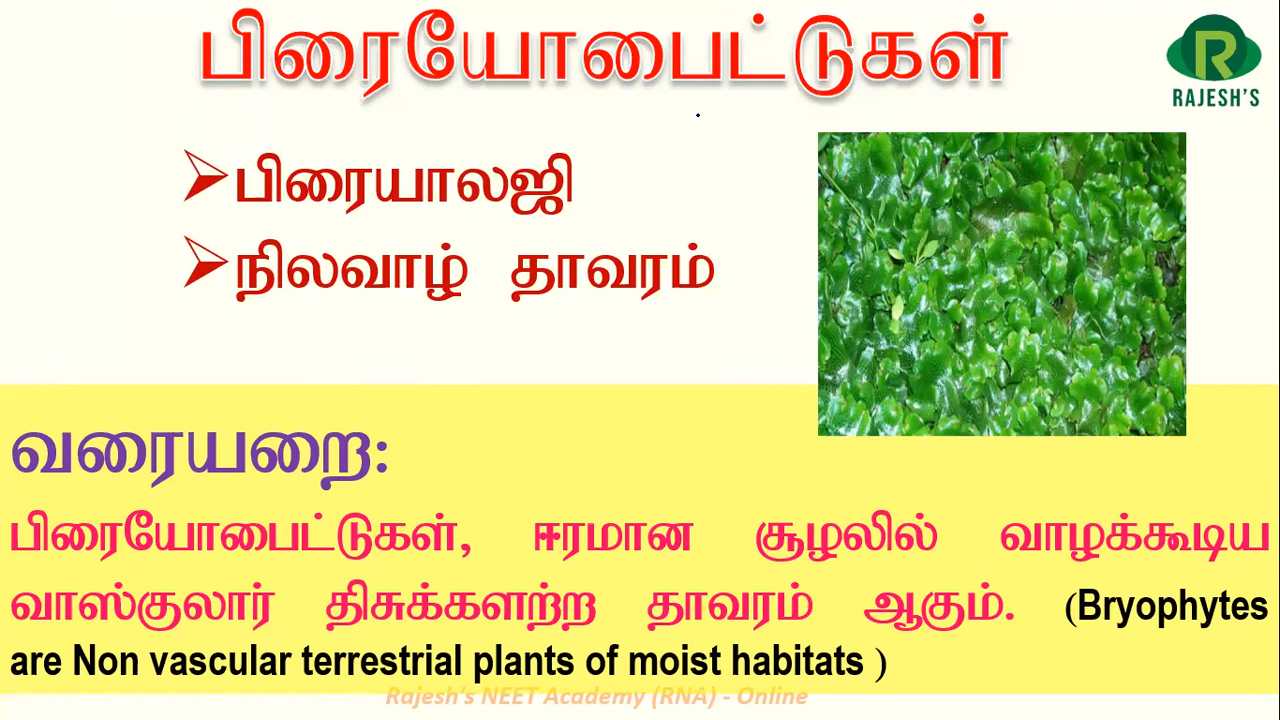 பிரையோபைட்டுகள்
R
RAJESH'S
➢பிரையாலஜி
➢நிலவாழ் தாவரம்
வரையறை:
பிரையோபைட்டுகள், ஈரமான சூழலில் வாழக்கூடிய
வாஸ்குலார் திசுக்களற்ற தாவரம் ஆகும். (Bryophytes
are Non vascular terrestrial plants of moist habitats )
Rajesh's NEET Academy (RNA) - Online